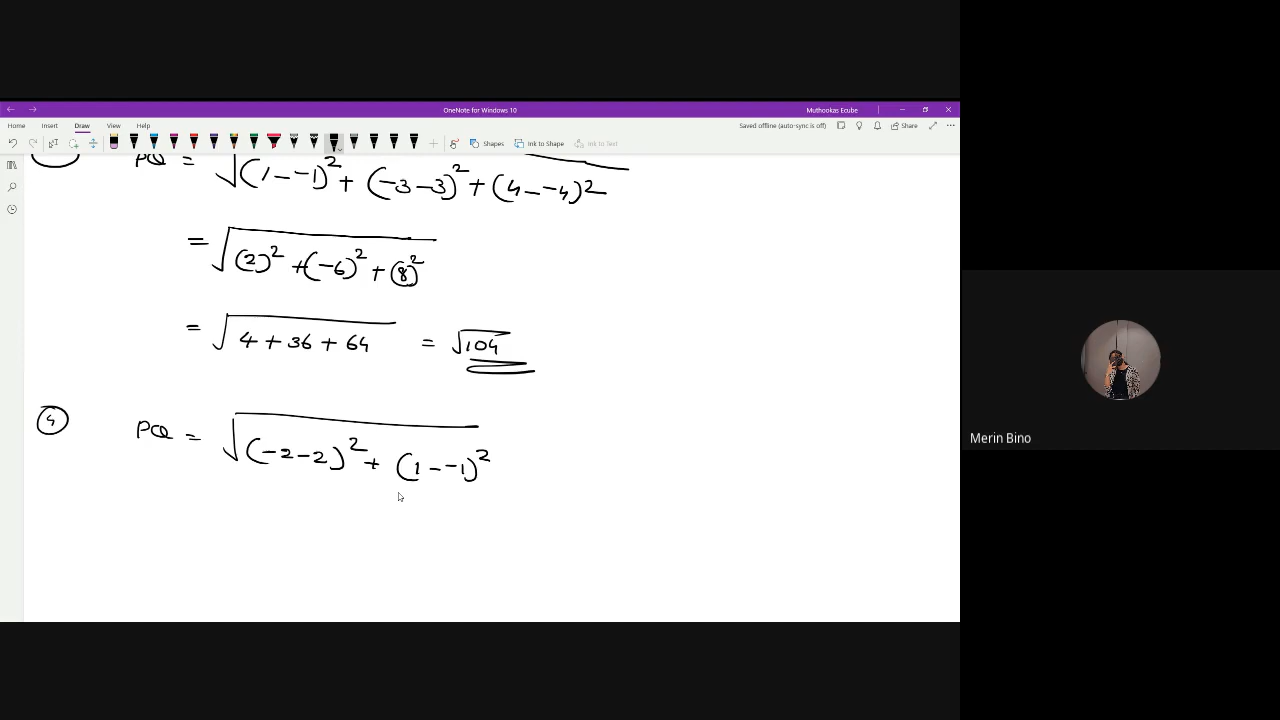 OneNote for Windows 10
Muthookas Ecube
Home Insert Draw View Help
Saved offline (auto-sync is off)
Share
Shapes
Ink to Shape
Ink to Text
PQ = √(1 - -1)² + (-3 - 3)² + (4 - -4)²
= √(2)² + (-6)² + (8)²
= √4 + 36 + 64 = √104
4 PQ = √(-2 - 2)² + (1 - -1)²
Merin Bino